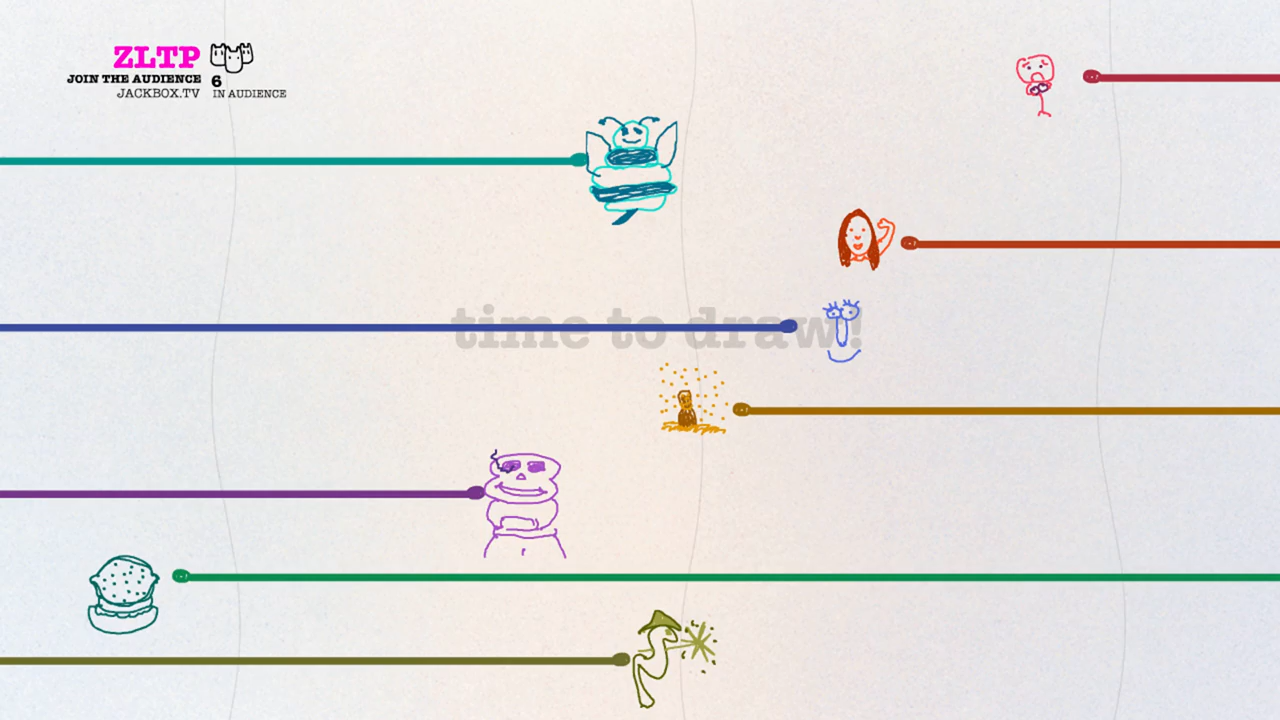 ZLTP
JOIN THE AUDIENCE
JACKBOX.TV
6
IN AUDIENCE
time to draw!